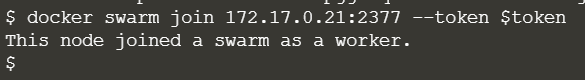 $ docker swarm join 172.17.0.21:2377 --token $token
This node joined a swarm as a worker.
$